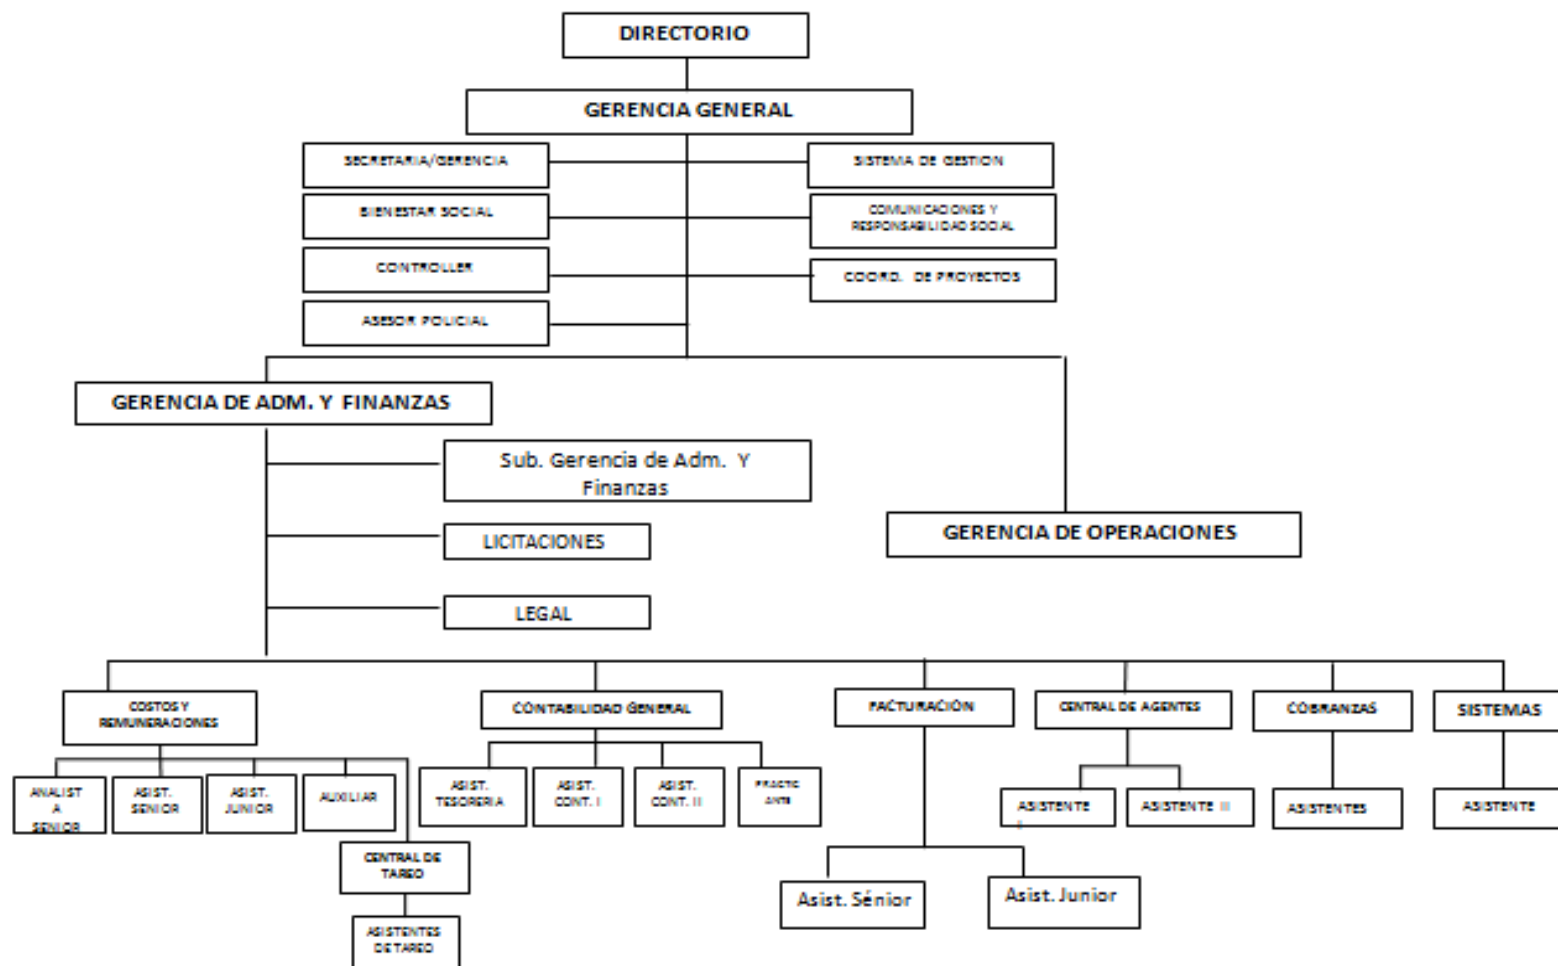 DIRECTORIO
GERENCIA GENERAL
SECRETARIA/GERENCIA
SISTEMA DE GESTION
BIENESTAR SOCIAL
COMUNICACIONES Y
RESPONSABILIDAD SOCIAL
CONTROLLER
COORD. DE PROYECTOS
ASESOR POLICIAL
GERENCIA DE ADM. Y FINANZAS
Sub. Gerencia de Adm. Y
Finanzas
GERENCIA DE OPERACIONES
LICITACIONES
LEGAL
COSTOS Y
REMUNERACIONES
CONTABILIDAD GENERAL
FACTURACIÓN
CENTRAL DE AGENTES
COBRANZAS
SISTEMAS
ANALIST
A
SENIOR
ASIST.
SENIOR
ASIST.
JUNIOR
AUXILIAR
ASIST.
TESORERIA
ASIST.
CONT. I
ASIST.
CONT. II
PRACTIC
ANTE
ASISTENTE
I
ASISTENTE II
ASISTENTES
ASISTENTE
CENTRAL DE
TAREO
Asist. Sénior
Asist. Junior
ASISTENTES
DE TAREO